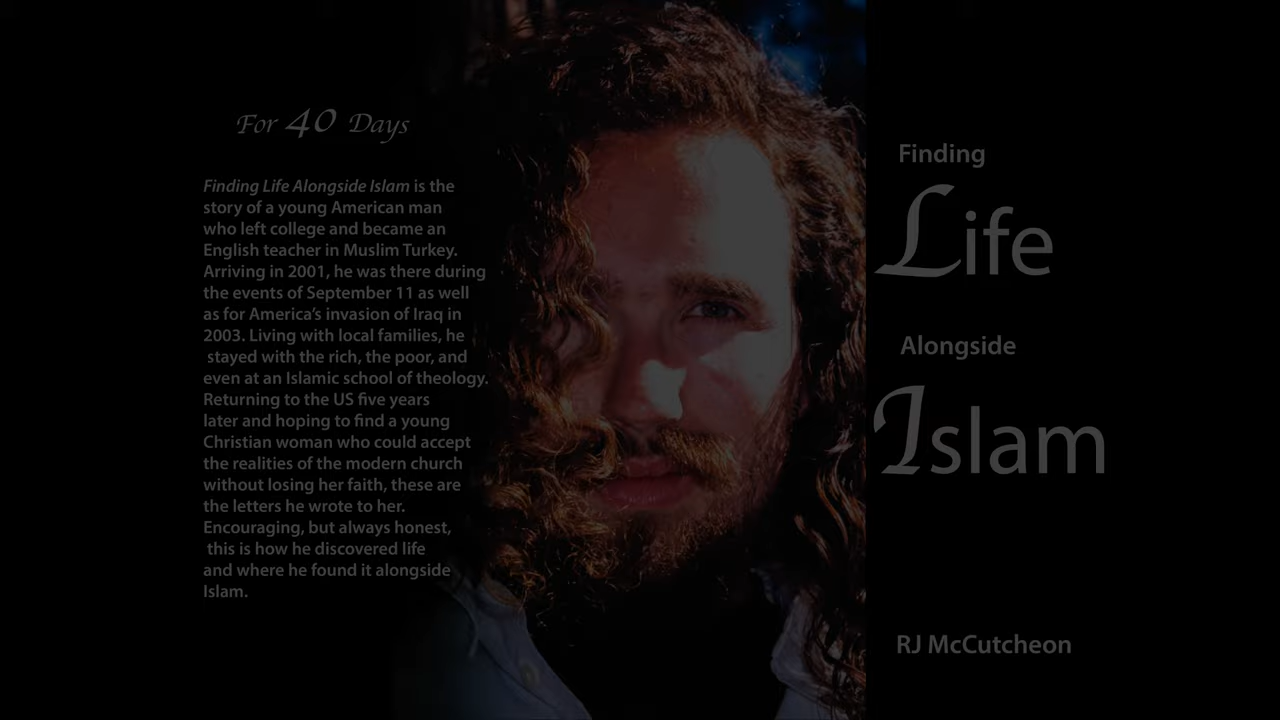 For 40 Days
Finding Life Alongside Islam is the
story of a young American man
who left college and became an
English teacher in Muslim Turkey.
Arriving in 2001, he was there during
the events of September 11 as well
as for America's invasion of Iraq in
2003. Living with local families, he
stayed with the rich, the poor, and
even at an Islamic school of theology.
Returning to the US five years
later and hoping to find a young
Christian woman who could accept
the realities of the modern church
without losing her faith, these are
the letters he wrote to her.
Encouraging, but always honest,
this is how he discovered life
and where he found it alongside
Islam.
Finding
Life
Alongside
Islam
RJ McCutcheon